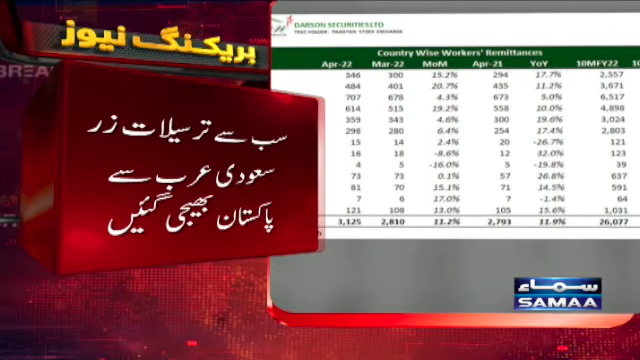 بریکنگ نیوز
BREA
سب سے ترسیلات زر
سعودی عرب سے
پاکستان بھیجی گئیں
DARSON SECURITIES LTD
TREC HOLDER - PAKISTAN STOCK EXCHANGE
Country Wise Workers' Remittances
Apr-22 Mar-22 MoM Apr-21 YoY 10MFY22 10
346 300 15.2% 294 17.7% 2,557
484 401 20.7% 435 11.2% 3,671
707 678 4.3% 673 5.0% 6,517
614 515 19.2% 558 10.0% 4,898
359 343 4.6% 300 19.6% 3,024
298 280 6.4% 254 17.4% 2,803
15 14 2.4% 20 -26.7% 121
16 18 -8.6% 12 32.0% 123
4 5 -16.0% 5 -19.8% 39
73 73 0.1% 57 26.8% 637
81 70 15.1% 71 14.5% 591
7 6 17.0% 7 -1.4% 64
121 108 13.0% 105 15.6% 1,031
3,125 2,810 11.2% 2,793 11.9% 26,077
سماء
SAMAA